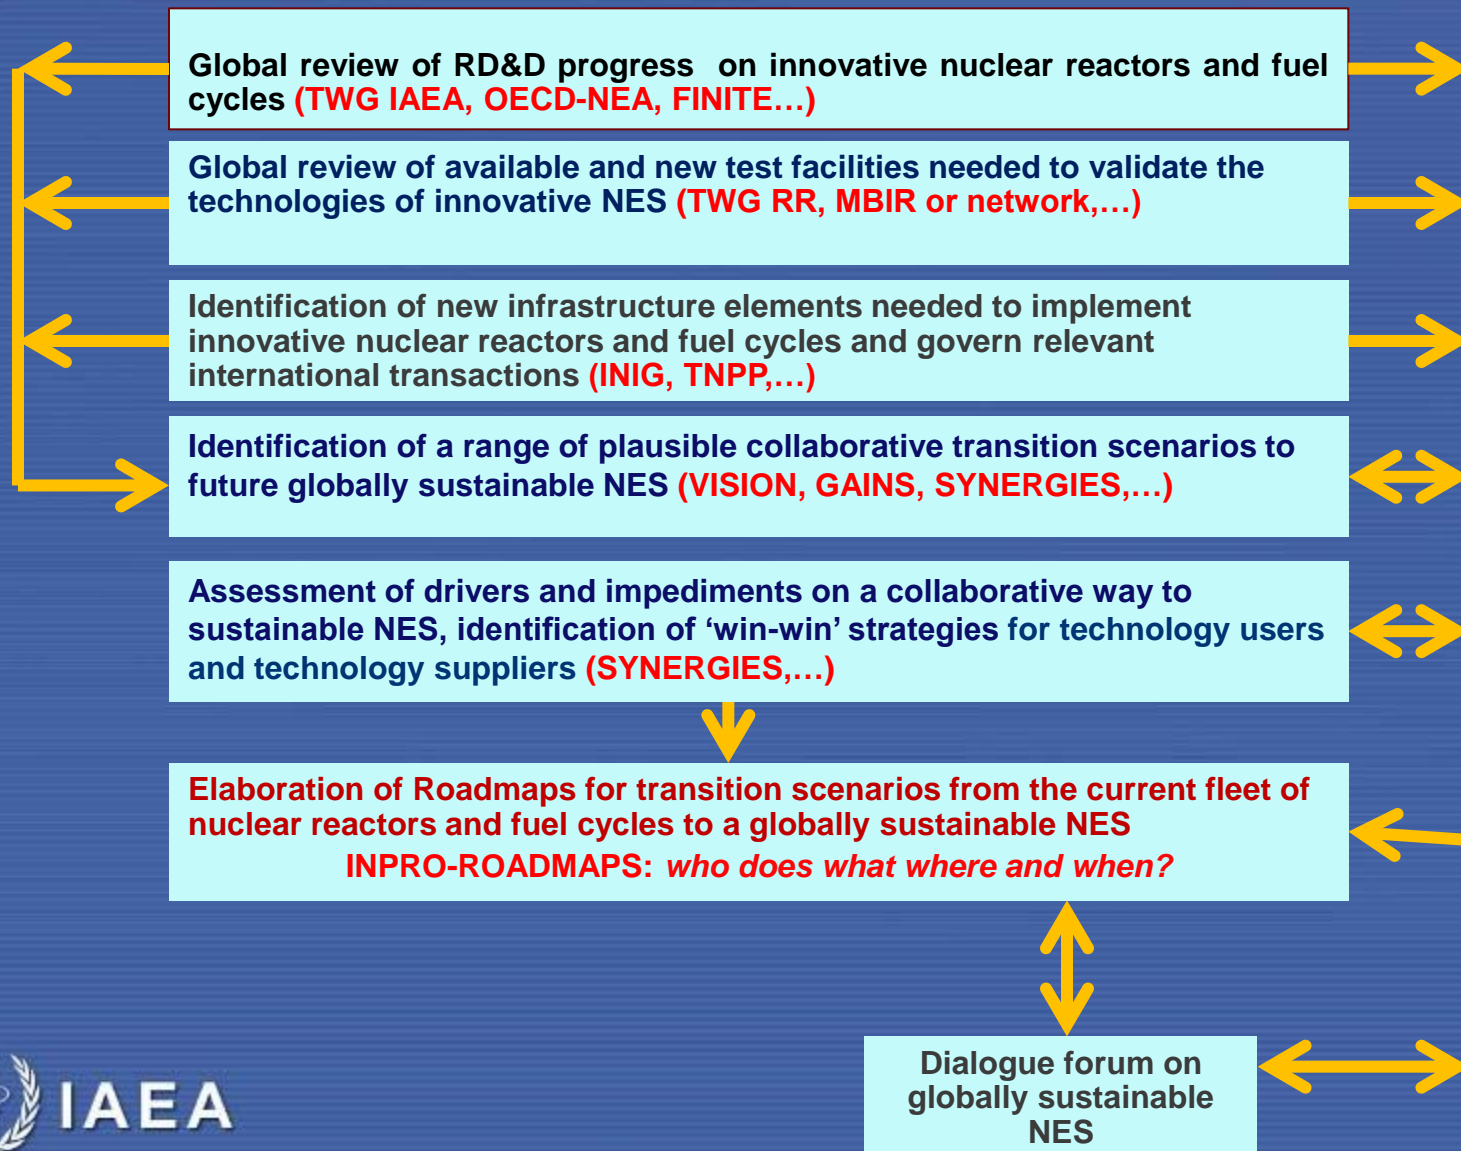 Global review of RD&D progress on innovative nuclear reactors and fuel
cycles (TWG IAEA, OECD-NEA, FINITE…)
Global review of available and new test facilities needed to validate the
technologies of innovative NES (TWG RR, MBIR or network,…)
Identification of new infrastructure elements needed to implement
innovative nuclear reactors and fuel cycles and govern relevant
international transactions (INIG, TNPP,…)
Identification of a range of plausible collaborative transition scenarios to
future globally sustainable NES (VISION, GAINS, SYNERGIES,…)
Assessment of drivers and impediments on a collaborative way to
sustainable NES, identification of ‘win-win’ strategies for technology users
and technology suppliers (SYNERGIES,…)
Elaboration of Roadmaps for transition scenarios from the current fleet of
nuclear reactors and fuel cycles to a globally sustainable NES
INPRO-ROADMAPS: who does what where and when?
Dialogue forum on
globally sustainable
NES
IAEA